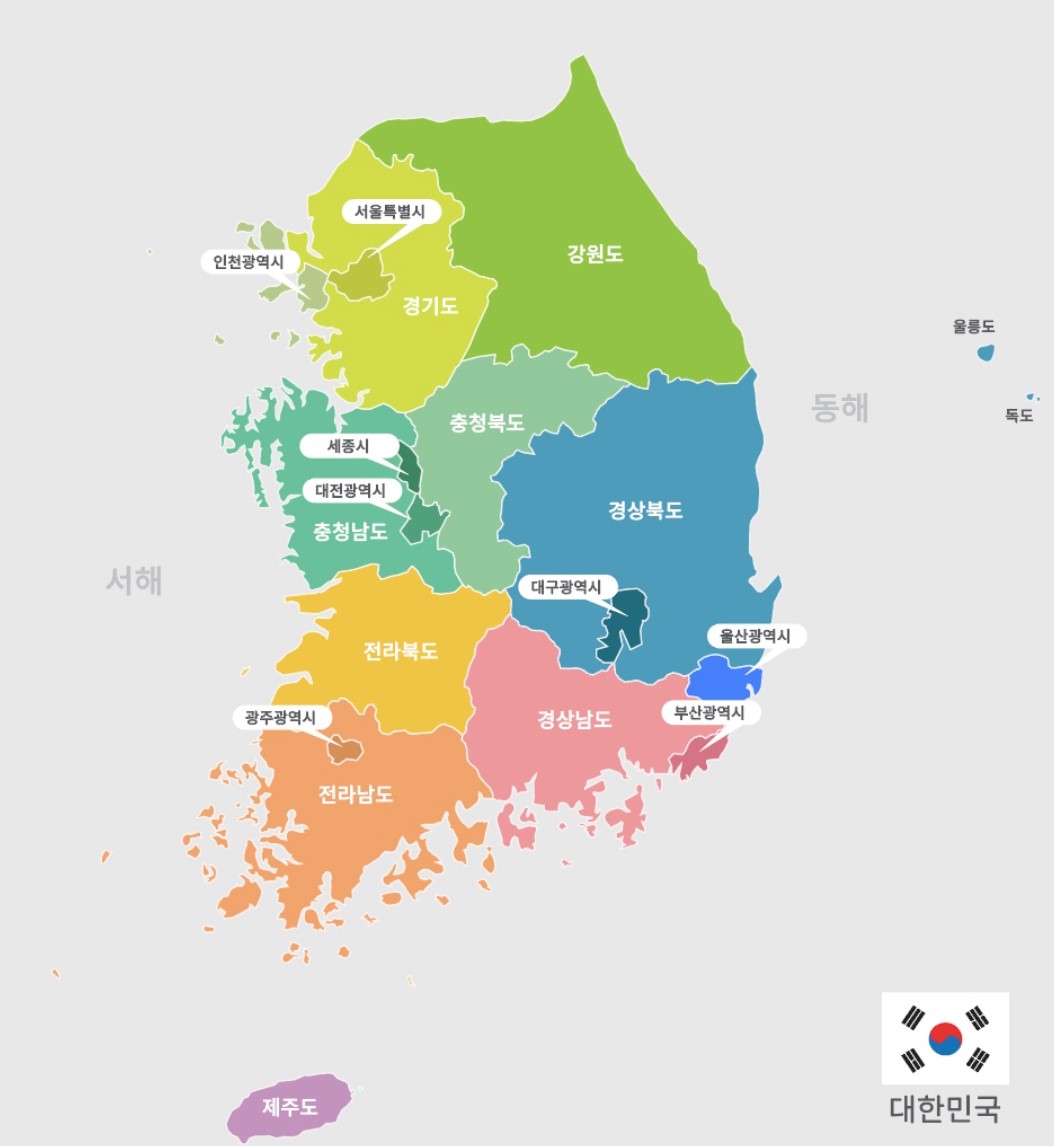 서울특별시
강원도
인천광역시
경기도
울릉도
동해
독도
충청북도
세종시
대전광역시
경상북도
충청남도
서해
대구광역시
울산광역시
전라북도
광주광역시
경상남도
부산광역시
전라남도
제주도
대한민국